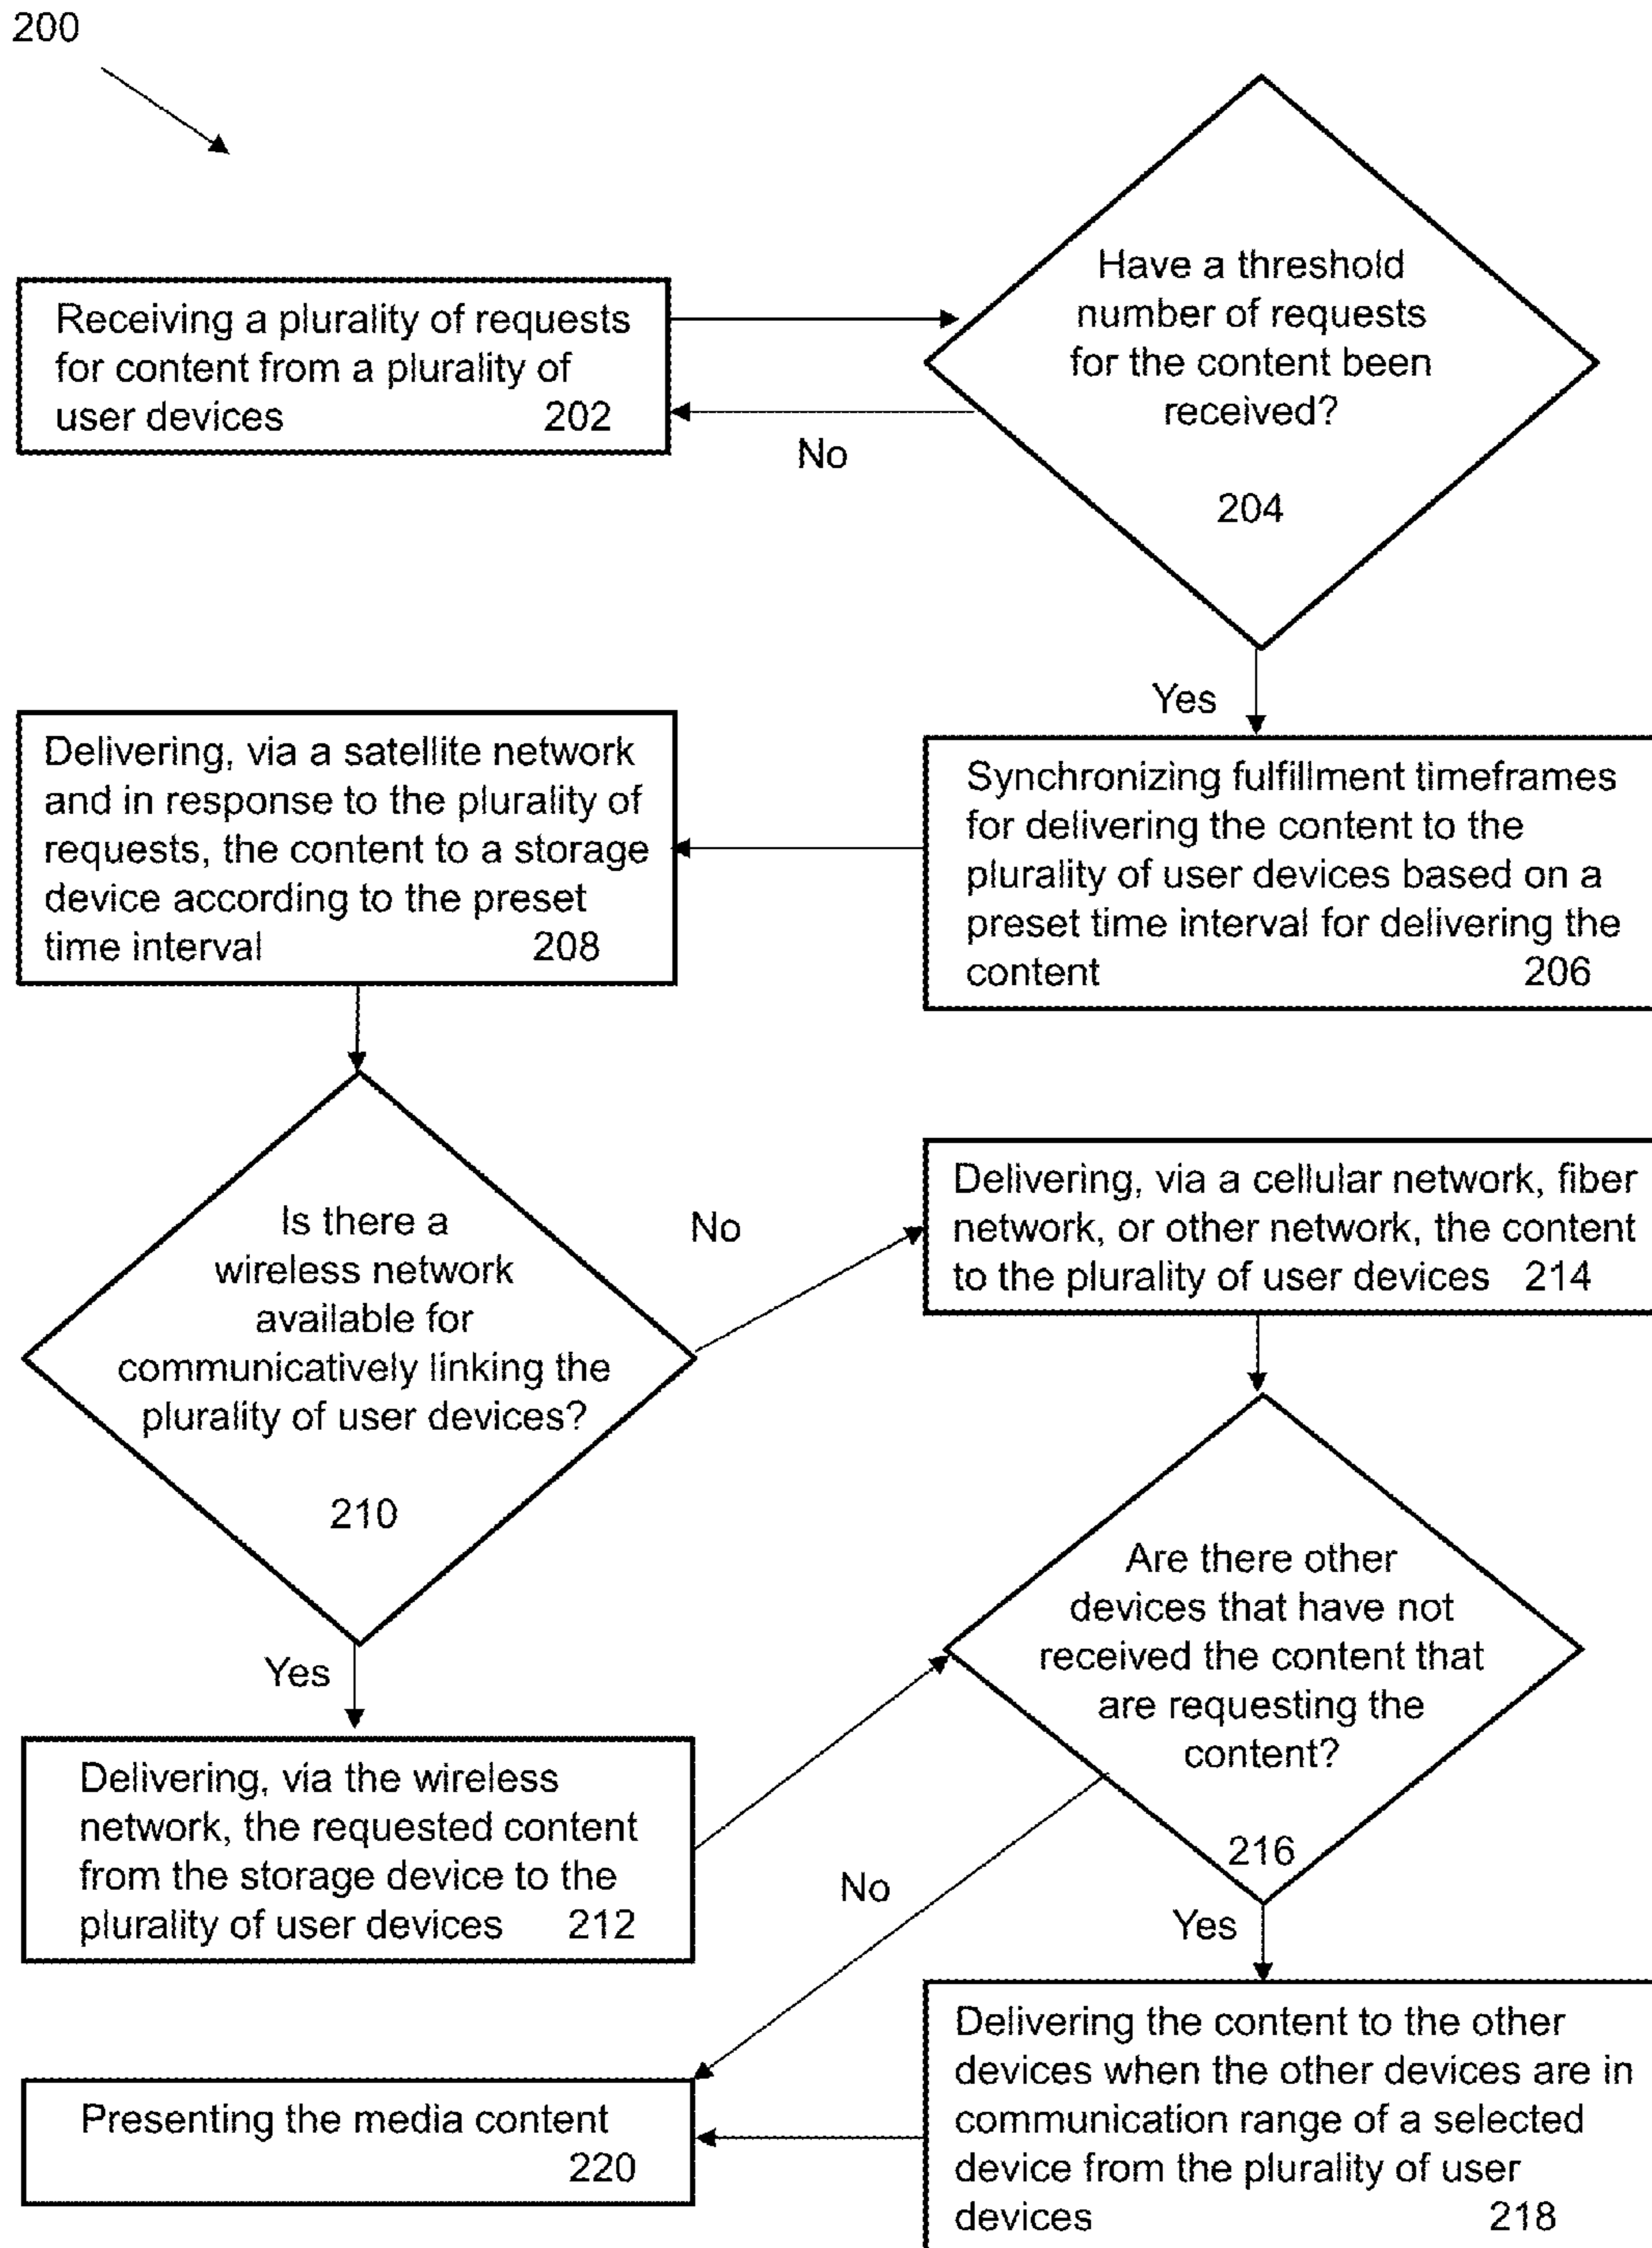 200
Receiving a plurality of requests
for content from a plurality of
user devices 202
Have a threshold
number of requests
for the content been
received?
204
No
Yes
Synchronizing fulfillment timeframes
for delivering the content to the
plurality of user devices based on a
preset time interval for delivering the
content 206
Delivering, via a satellite network
and in response to the plurality of
requests, the content to a storage
device according to the preset
time interval 208
Is there a
wireless network
available for
communicatively linking the
plurality of user devices?
210
No
Yes
Delivering, via a cellular network, fiber
network, or other network, the content
to the plurality of user devices 214
Delivering, via the wireless
network, the requested content
from the storage device to the
plurality of user devices 212
Are there other
devices that have not
received the content that
are requesting the
content?
216
No
Yes
Delivering the content to the other
devices when the other devices are in
communication range of a selected
device from the plurality of user
devices 218
Presenting the media content
220